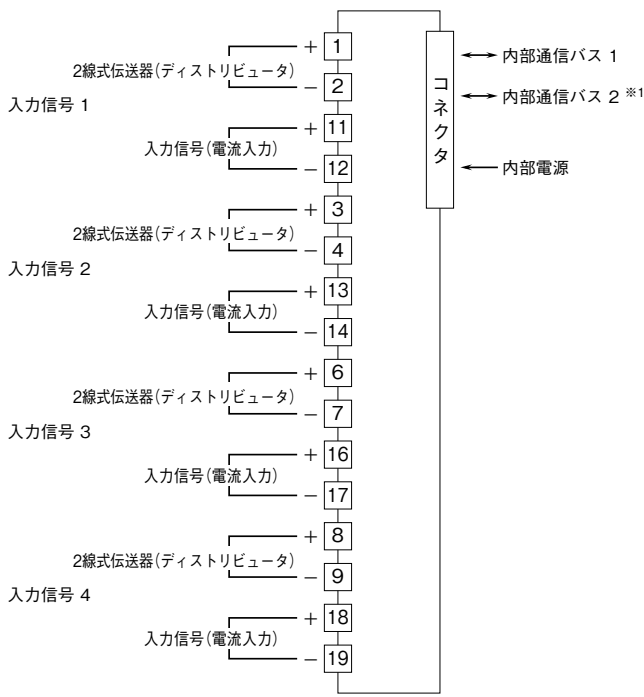 入力信号 1
2線式伝送器(ディストリビュータ)
+ 1
− 2
入力信号(電流入力)
+ 11
− 12
入力信号 2
2線式伝送器(ディストリビュータ)
+ 3
− 4
入力信号(電流入力)
+ 13
− 14
入力信号 3
2線式伝送器(ディストリビュータ)
+ 6
− 7
入力信号(電流入力)
+ 16
− 17
入力信号 4
2線式伝送器(ディストリビュータ)
+ 8
− 9
入力信号(電流入力)
+ 18
− 19
コネクタ
内部通信バス 1
内部通信バス 2 ※1
内部電源